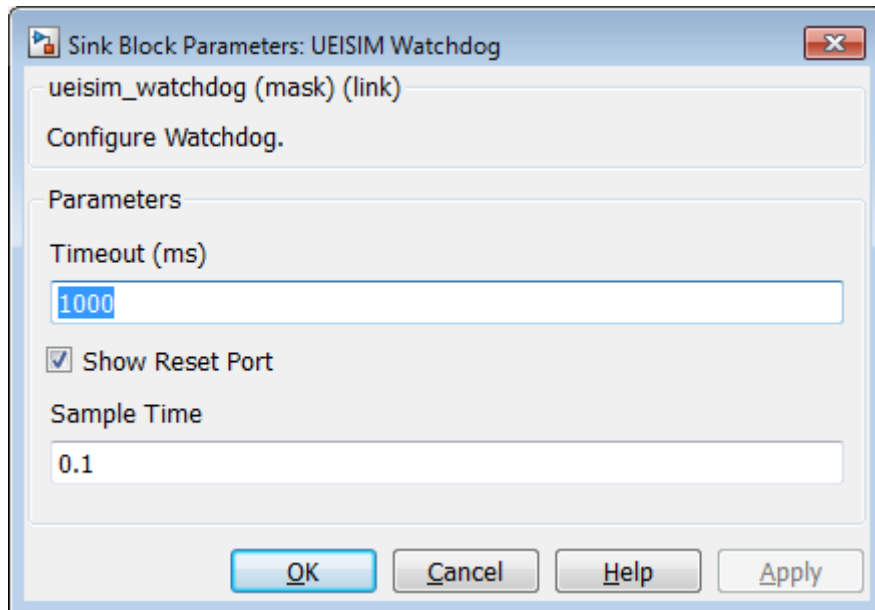 Sink Block Parameters: UEISIM Watchdog
ueisim_watchdog (mask) (link)
Configure Watchdog.
Parameters
Timeout (ms)
1000
Show Reset Port
Sample Time
0.1
OK Cancel Help Apply